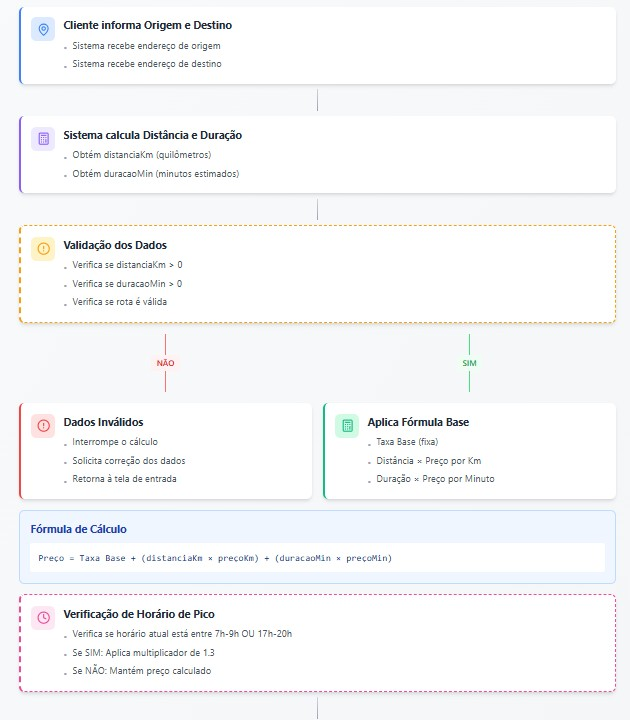 Cliente informa Origem e Destino
Sistema recebe endereço de origem
Sistema recebe endereço de destino
Sistema calcula Distância e Duração
Obtém distanciaKm (quilômetros)
Obtém duracaoMin (minutos estimados)
Validação dos Dados
Verifica se distanciaKm > 0
Verifica se duracaoMin > 0
Verifica se rota é válida
NÃO
SIM
Dados Inválidos
Interrompe o cálculo
Solicita correção dos dados
Retorna à tela de entrada
Aplica Fórmula Base
Taxa Base (fixa)
Distância × Preço por Km
Duração × Preço por Minuto
Fórmula de Cálculo
Preço = Taxa Base + (distanciaKm × preçoKm) + (duracaoMin × preçoMin)
Verificação de Horário de Pico
Verifica se horário atual está entre 7h-9h OU 17h-20h
Se SIM: Aplica multiplicador de 1.3
Se NÃO: Mantém preço calculado